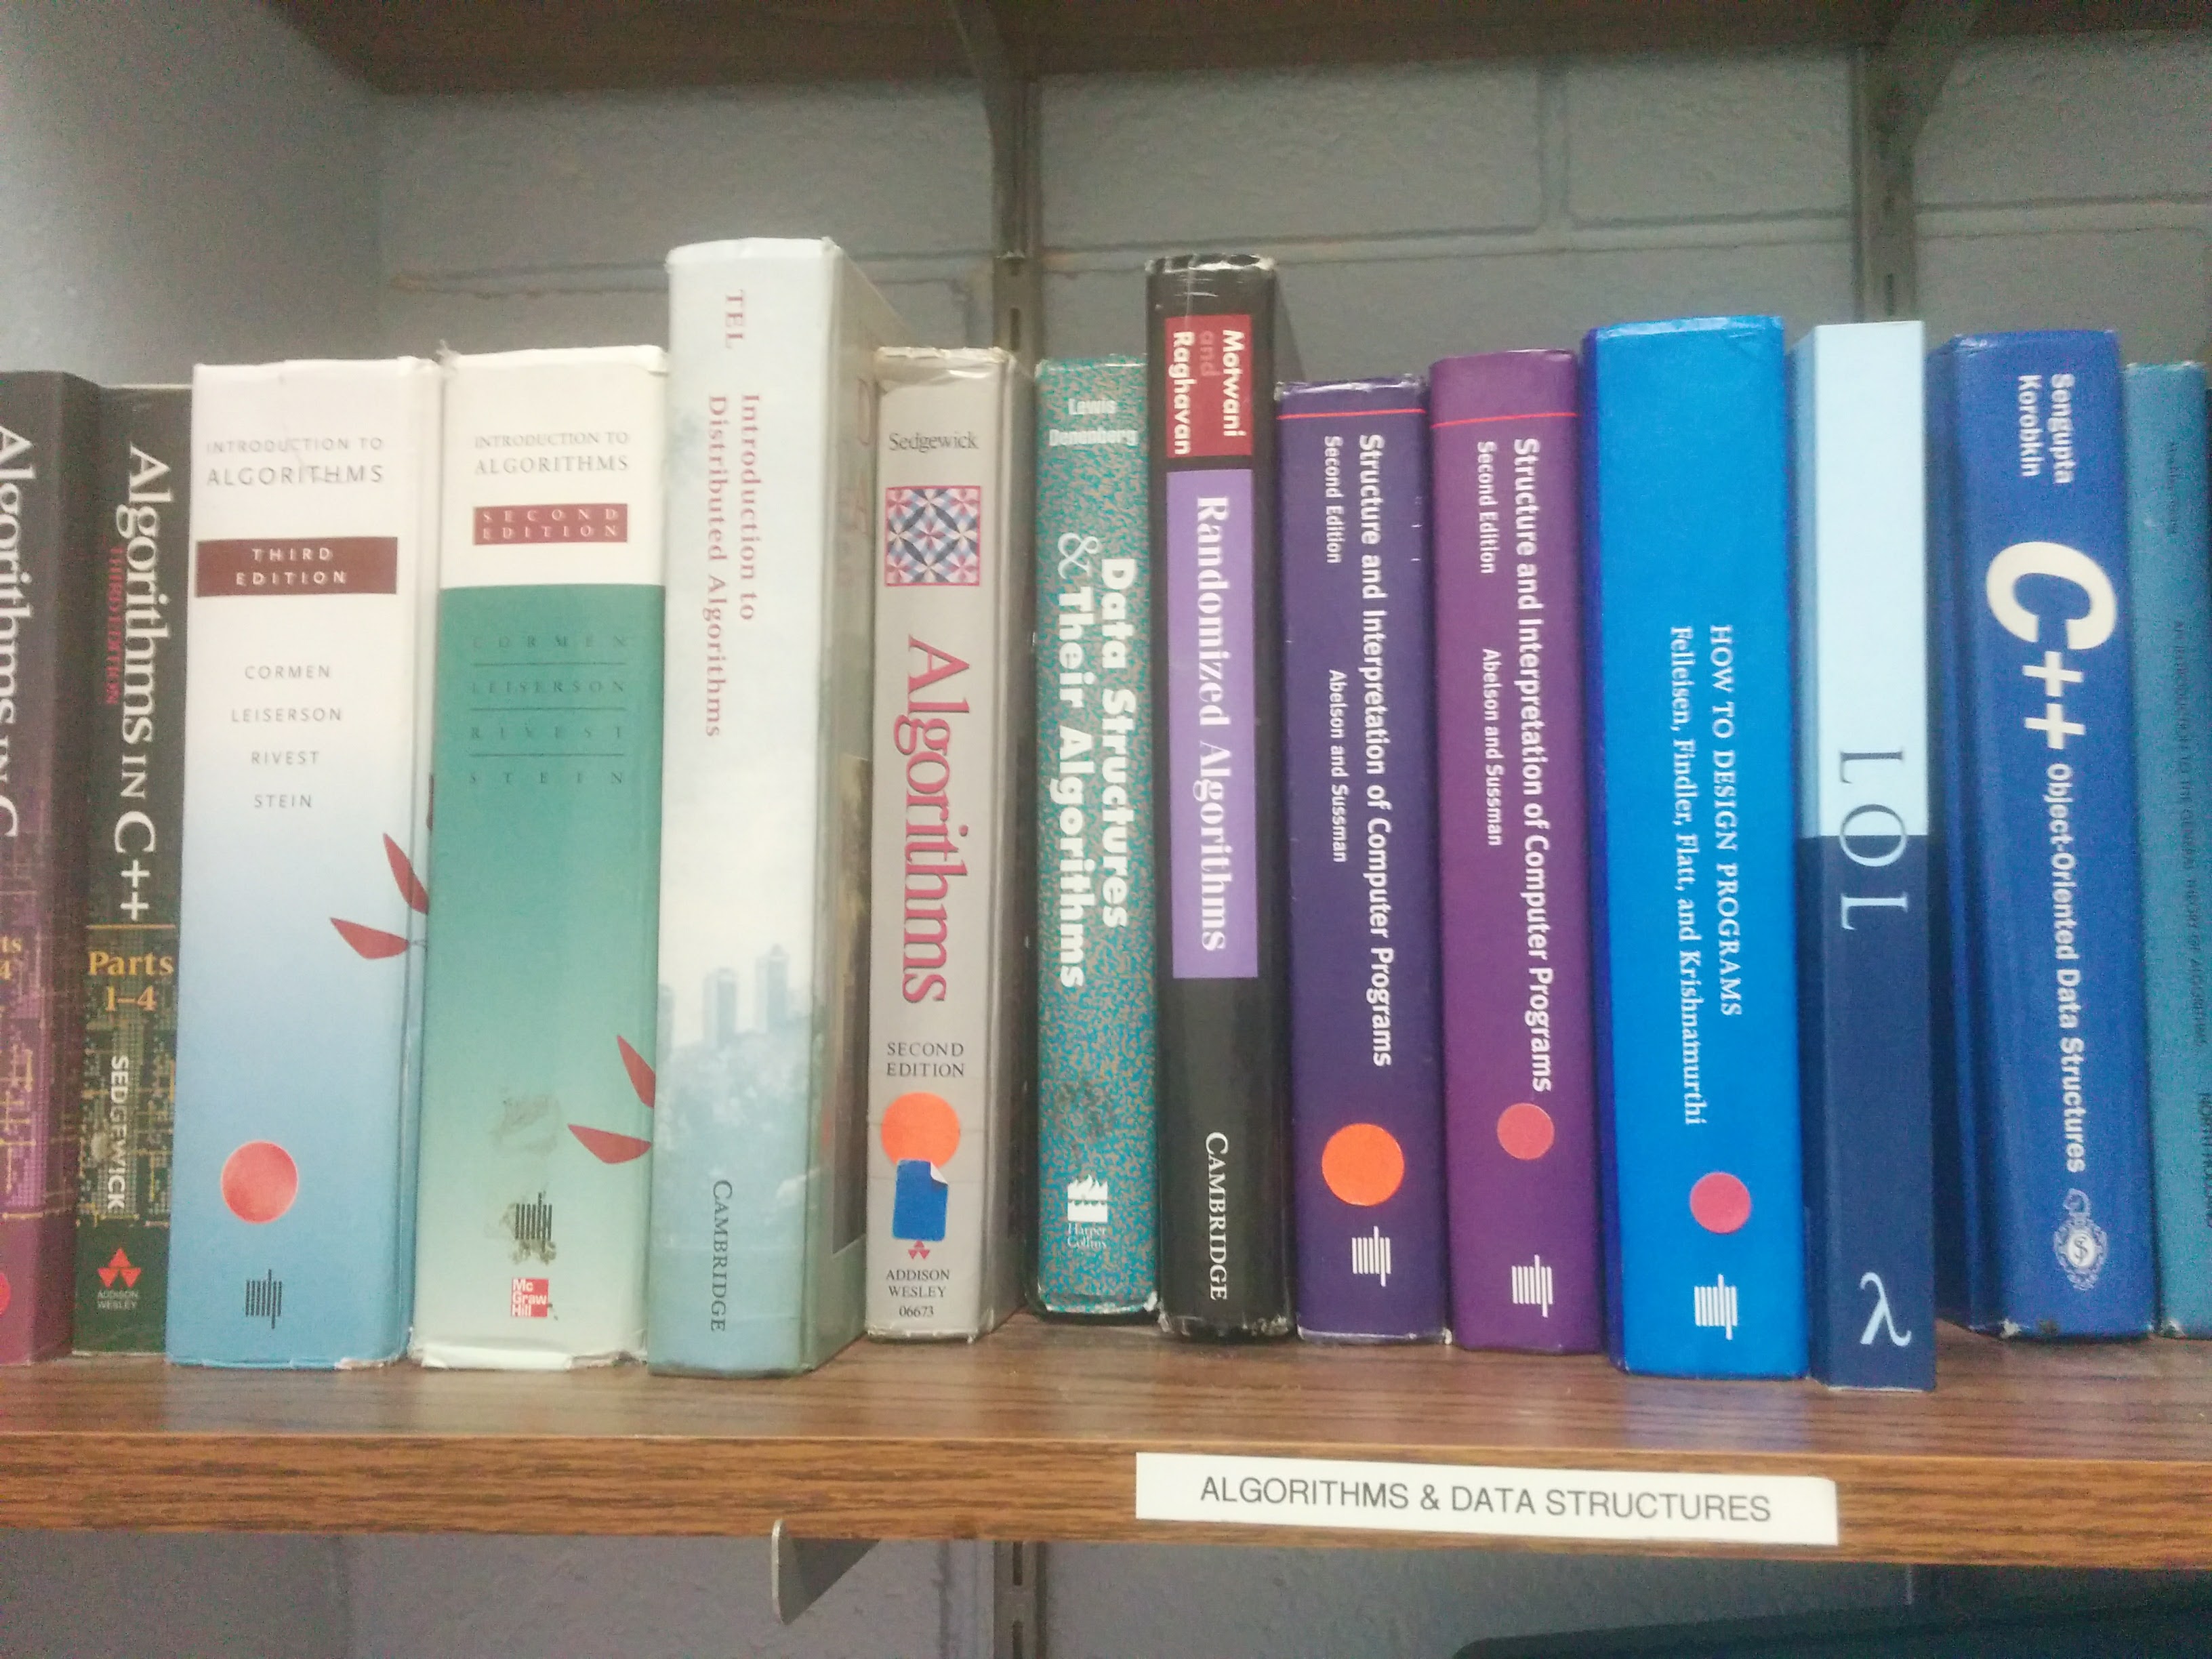 Algorithms IN C
Algorithms IN C++
THIRD EDITION
Parts
1–4
SEDGEWICK
ADDISON
WESLEY
INTRODUCTION TO
ALGORITHMS
THIRD
EDITION
CORMEN
LEISERSON
RIVEST
STEIN
INTRODUCTION TO
ALGORITHMS
SECOND
EDITION
CORMEN
LEISERSON
RIVEST
STEIN
Mc
Graw
Hill
TEL
Introduction to
Distributed Algorithms
CAMBRIDGE
Sedgewick
Algorithms
SECOND
EDITION
ADDISON
WESLEY
06673
Lewis
Denenberg
Data Structures
& Their Algorithms
Harper
Collins
Motwani
and
Raghavan
Randomized Algorithms
CAMBRIDGE
Structure and Interpretation of Computer Programs
Second Edition
Abelson and Sussman
Structure and Interpretation of Computer Programs
Second Edition
Abelson and Sussman
HOW TO DESIGN PROGRAMS
Felleisen, Findler, Flatt, and Krishnamurthi
LOL
λ
Sengupta
Korobkin
C++
Object-Oriented Data Structures
$
ALGORITHMS & DATA STRUCTURES